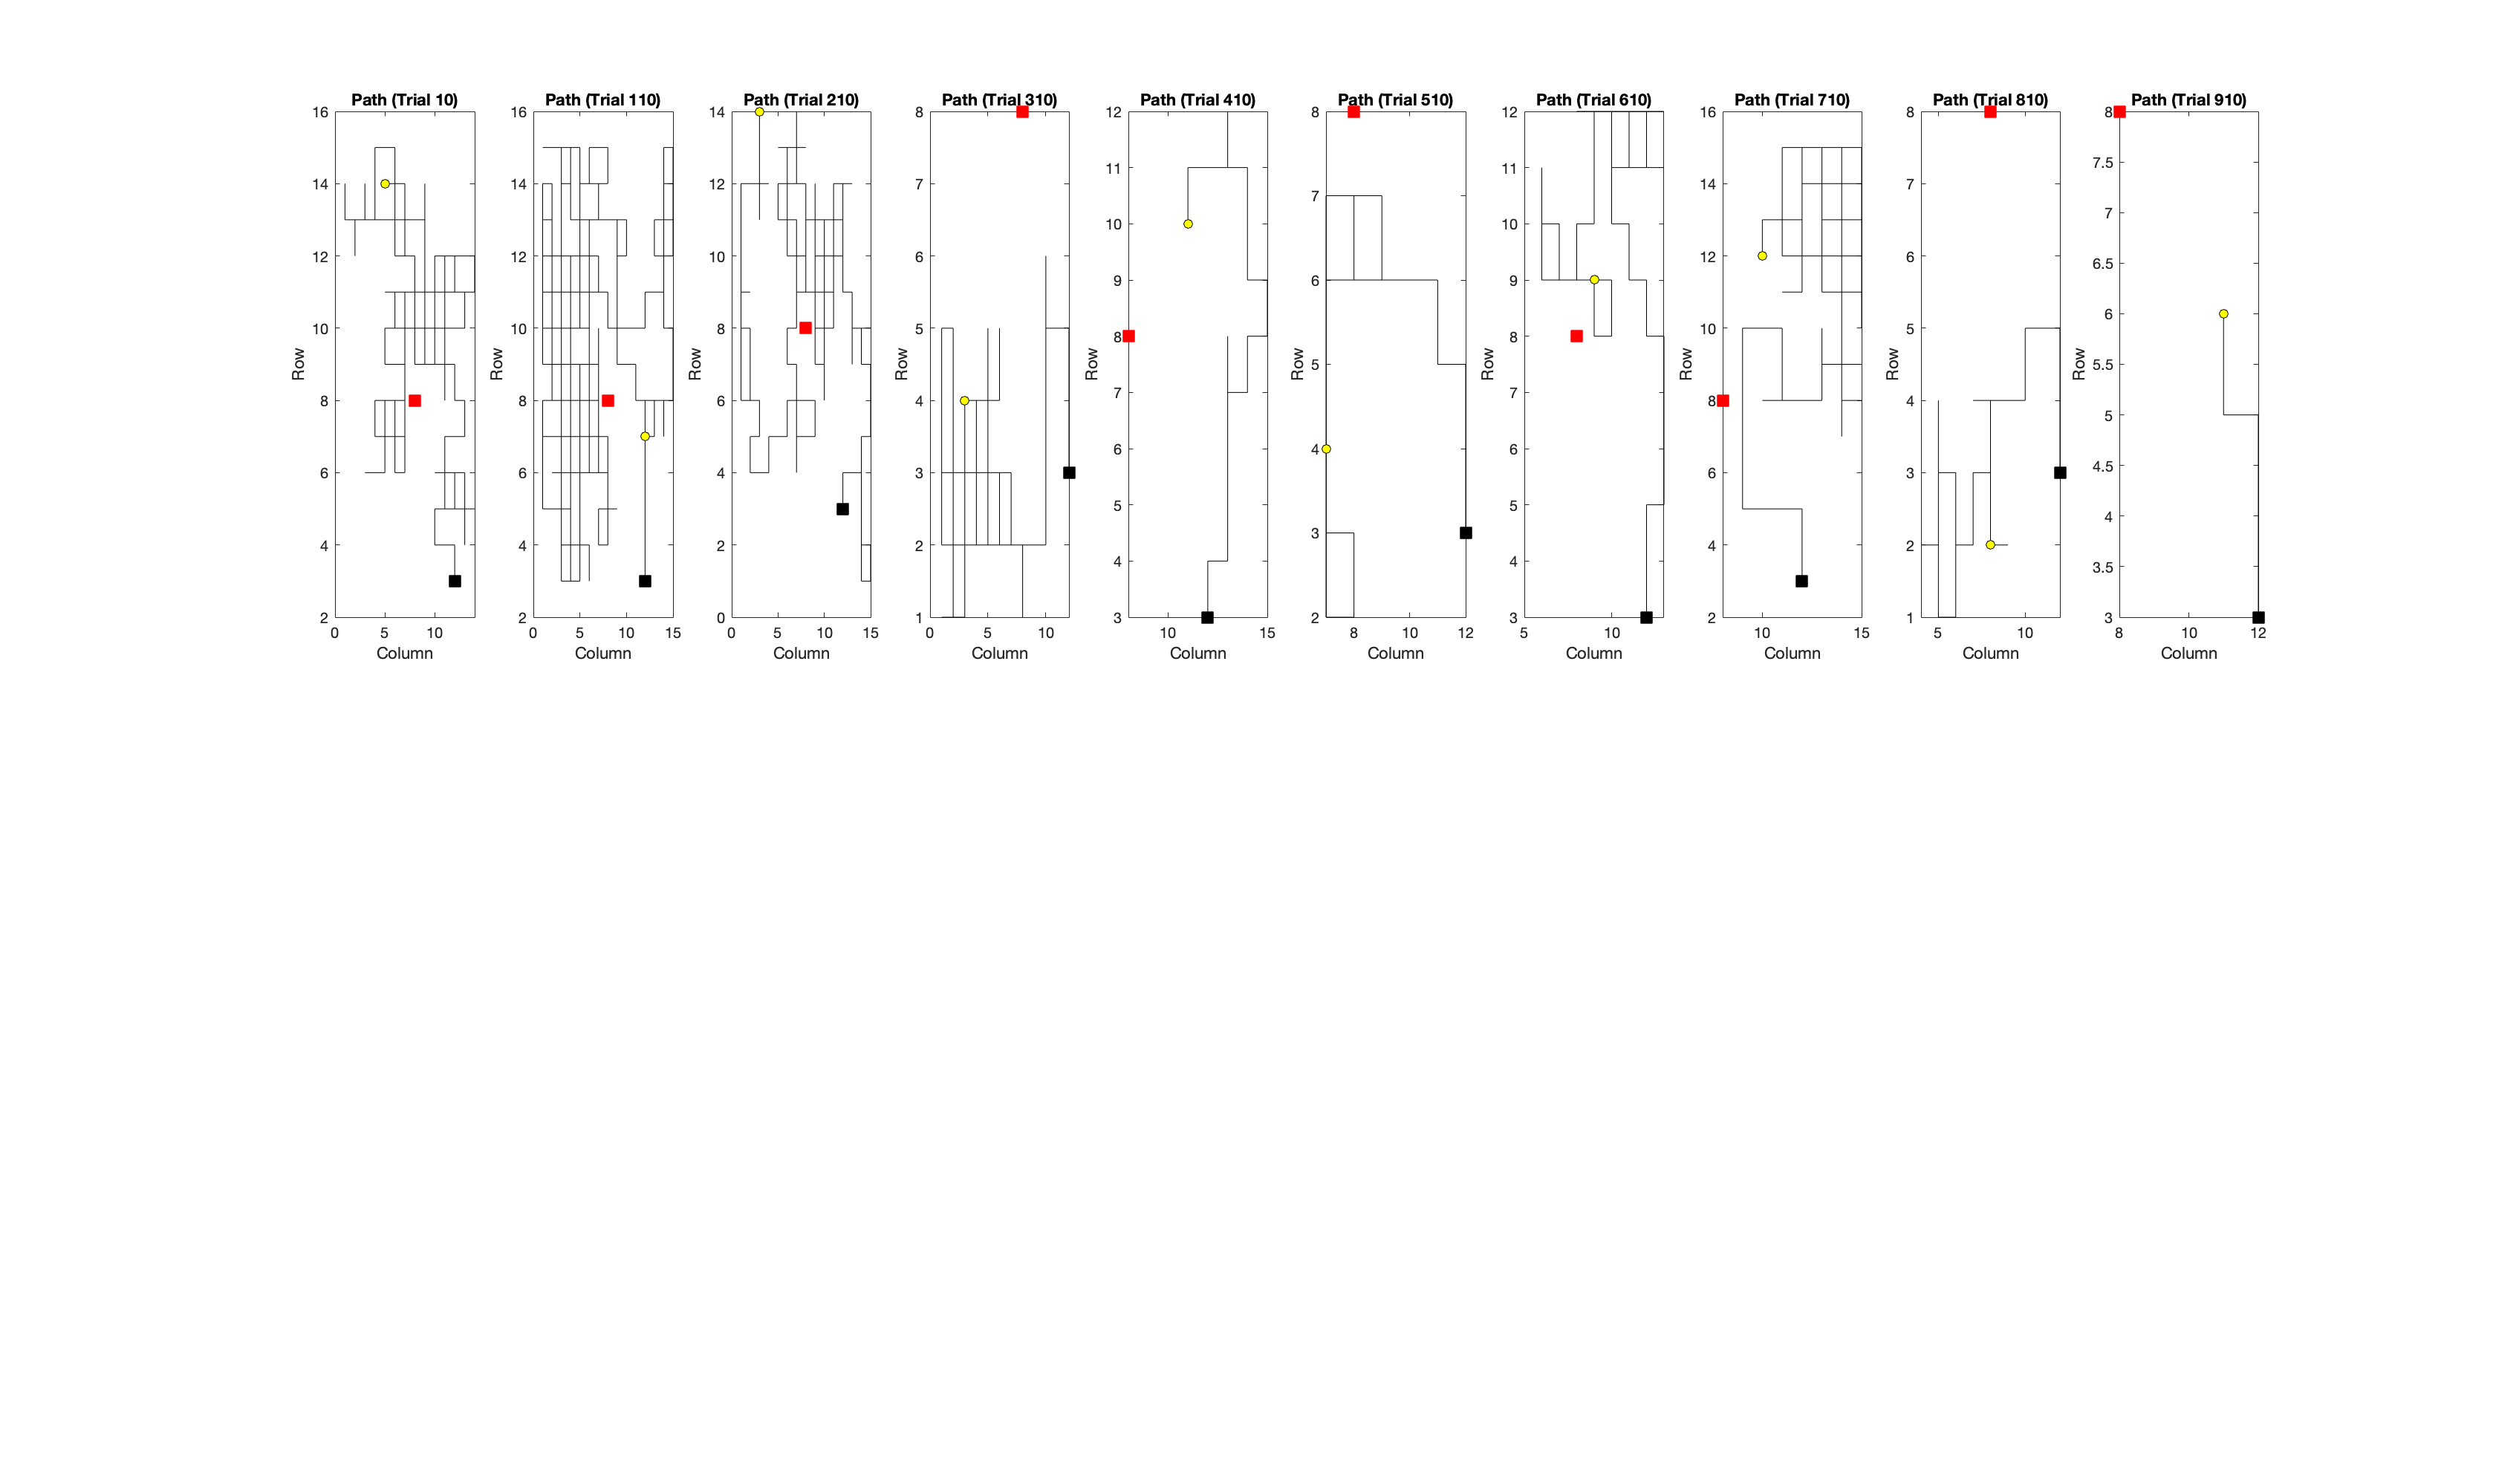 Path (Trial 10)
16
14
12
10
8
6
4
2
0 5 10
Column
Row
Path (Trial 110)
16
14
12
10
8
6
4
2
0 5 10 15
Column
Row
Path (Trial 210)
14
12
10
8
6
4
2
0
0 5 10 15
Column
Row
Path (Trial 310)
8
7
6
5
4
3
2
1
0 5 10
Column
Row
Path (Trial 410)
12
11
10
9
8
7
6
5
4
3
10 15
Column
Row
Path (Trial 510)
8
7
6
5
4
3
2
8 10 12
Column
Row
Path (Trial 610)
12
11
10
9
8
7
6
5
4
3
5 10
Column
Row
Path (Trial 710)
16
14
12
10
8
6
4
2
10 15
Column
Row
Path (Trial 810)
8
7
6
5
4
3
2
1
5 10
Column
Row
Path (Trial 910)
8
7.5
7
6.5
6
5.5
5
4.5
4
3.5
3
8 10 12
Column
Row